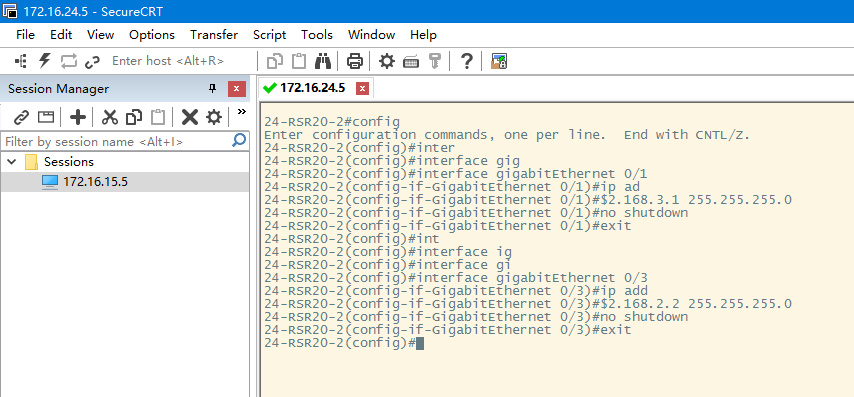 172.16.24.5 - SecureCRT
File Edit View Options Transfer Script Tools Window Help
Enter host <Alt+R>
Session Manager
172.16.24.5
Filter by session name <Alt+I>
Sessions
172.16.15.5
24-RSR20-2#config
Enter configuration commands, one per line.  End with CNTL/Z.
24-RSR20-2(config)#inter
24-RSR20-2(config)#interface gig
24-RSR20-2(config)#interface gigabitEthernet 0/1
24-RSR20-2(config-if-GigabitEthernet 0/1)#ip ad
24-RSR20-2(config-if-GigabitEthernet 0/1)#$2.168.3.1 255.255.255.0
24-RSR20-2(config-if-GigabitEthernet 0/1)#no shutdown
24-RSR20-2(config-if-GigabitEthernet 0/1)#exit
24-RSR20-2(config)#int
24-RSR20-2(config)#interface ig
24-RSR20-2(config)#interface gi
24-RSR20-2(config)#interface gigabitEthernet 0/3
24-RSR20-2(config-if-GigabitEthernet 0/3)#ip add
24-RSR20-2(config-if-GigabitEthernet 0/3)#$2.168.2.2 255.255.255.0
24-RSR20-2(config-if-GigabitEthernet 0/3)#no shutdown
24-RSR20-2(config-if-GigabitEthernet 0/3)#exit
24-RSR20-2(config)#